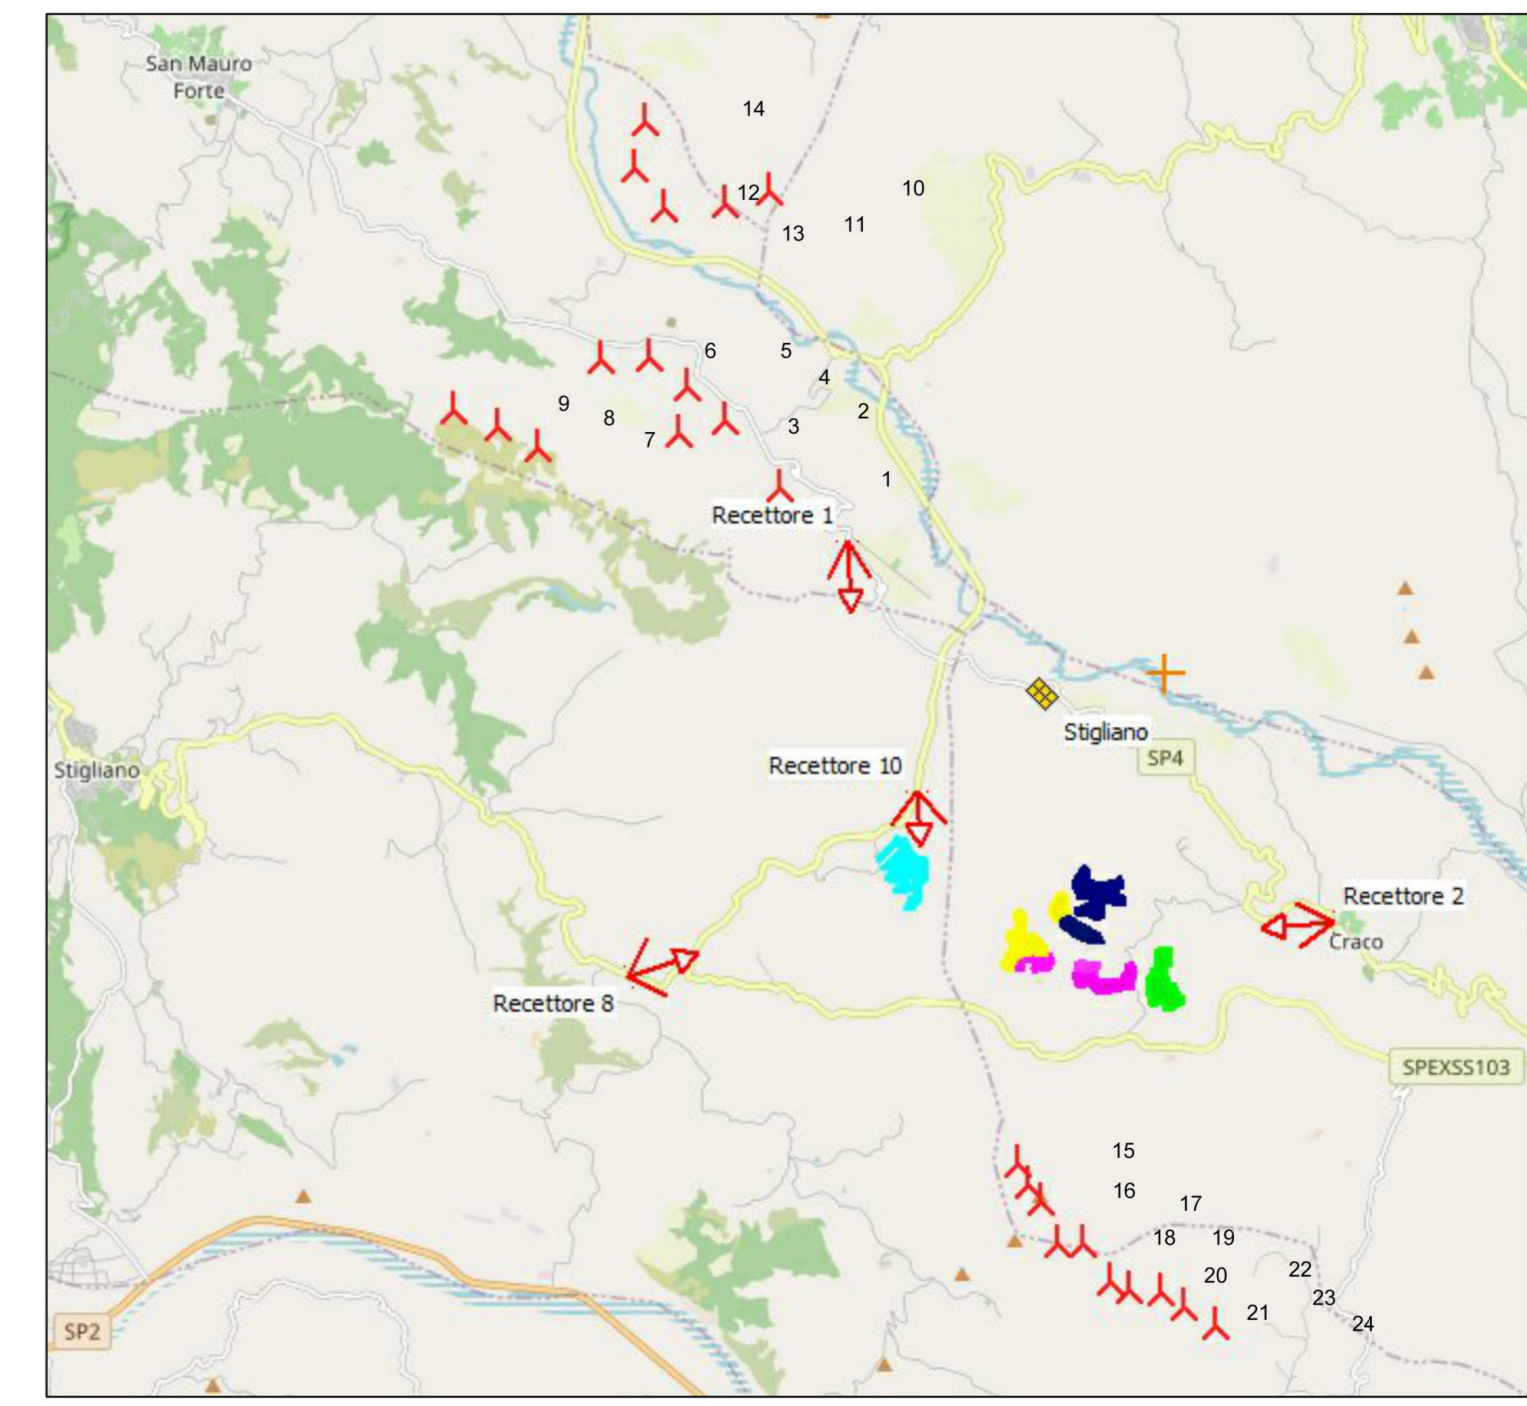 San Mauro
Forte
14
12
10
11
13
6
5
4
9
8
2
3
7
1
Recettore 1
Stigliano
SP4
Recettore 10
Stigliano
Recettore 2
Craco
Recettore 8
SPEXSS103
15
16
17
18
19
20
22
21
23
24
SP2